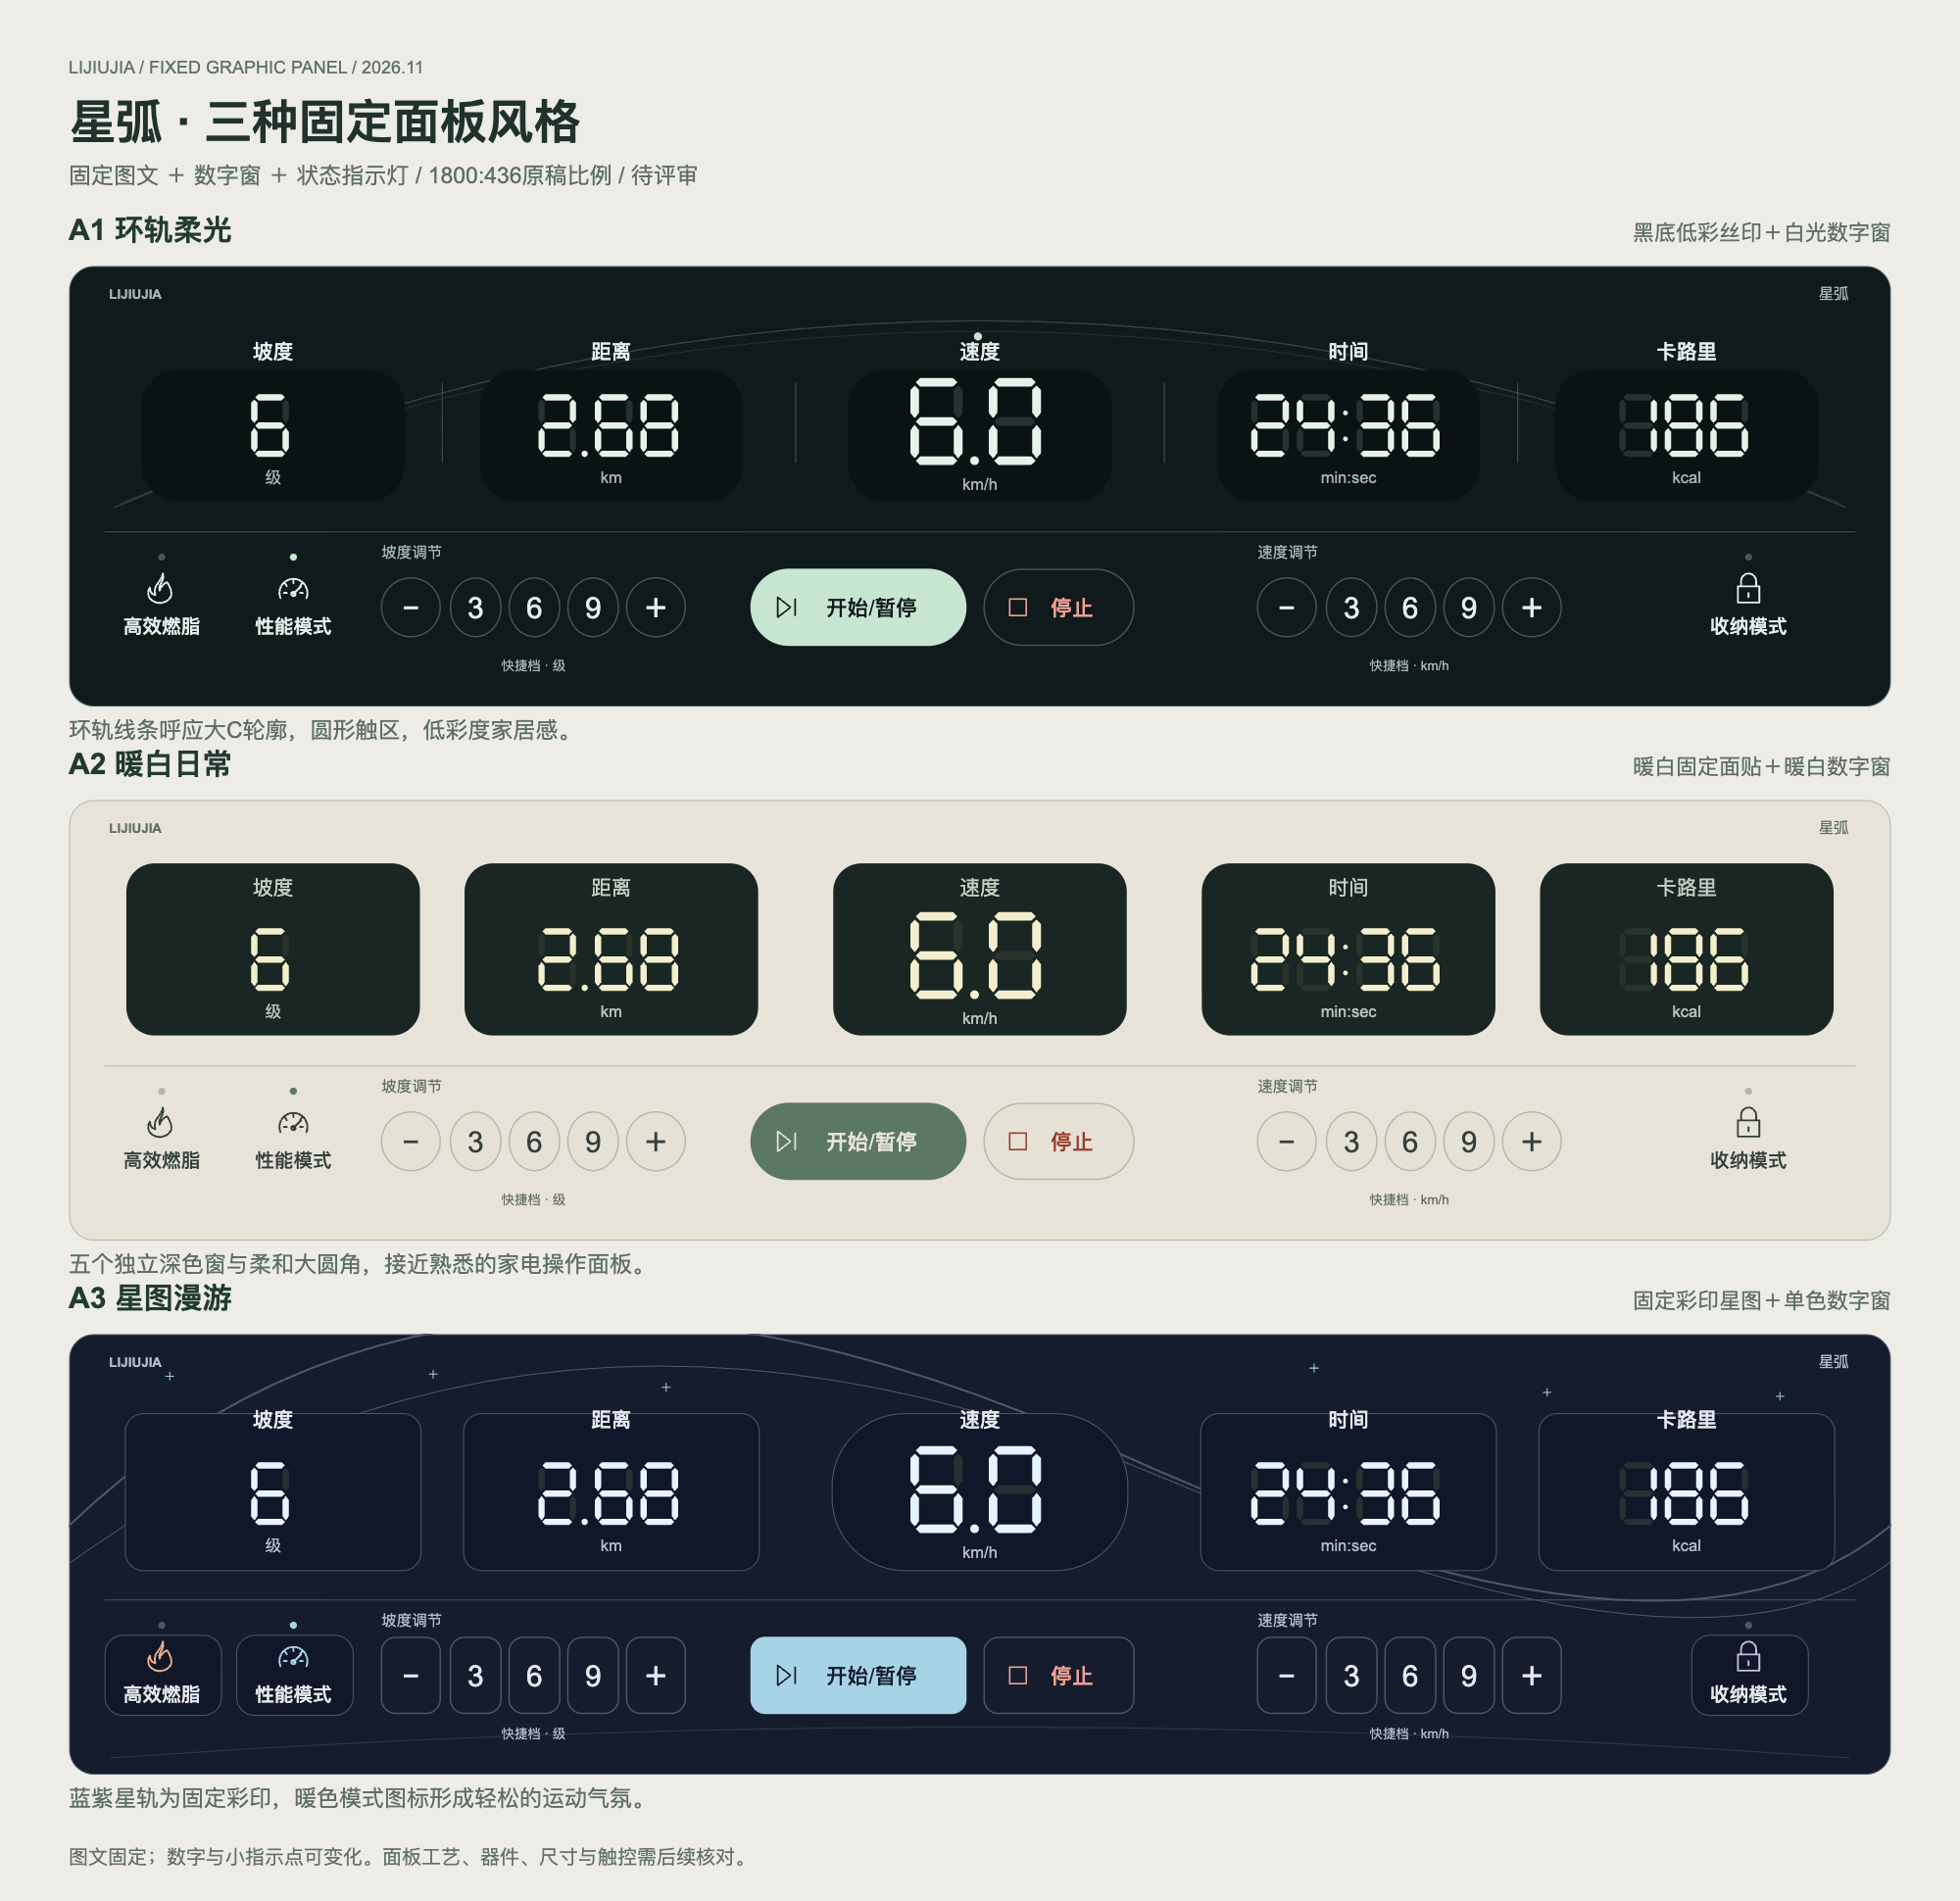 LIJIUJIA / FIXED GRAPHIC PANEL / 2026.11
星弧 · 三种固定面板风格
固定图文 ＋ 数字窗 ＋ 状态指示灯 / 1800:436原稿比例 / 待评审
A1 环轨柔光
黑底低彩丝印＋白光数字窗
LIJIUJIA
星弧
坡度 距离 速度 时间 卡路里
6 2.68 6.0 24:36 186
级 km km/h min:sec kcal
坡度调节 速度调节
− 3 6 9 + 开始/暂停 停止 − 3 6 9 +
高效燃脂 性能模式 收纳模式
快捷档 · 级 快捷档 · km/h
环轨线条呼应大C轮廓，圆形触区，低彩度家居感。
A2 暖白日常
暖白固定面贴＋暖白数字窗
LIJIUJIA
星弧
坡度 距离 速度 时间 卡路里
6 2.68 6.0 24:36 186
级 km km/h min:sec kcal
坡度调节 速度调节
− 3 6 9 + 开始/暂停 停止 − 3 6 9 +
高效燃脂 性能模式 收纳模式
快捷档 · 级 快捷档 · km/h
五个独立深色窗与柔和大圆角，接近熟悉的家电操作面板。
A3 星图漫游
固定彩印星图＋单色数字窗
LIJIUJIA
星弧
坡度 距离 速度 时间 卡路里
6 2.68 6.0 24:36 186
级 km km/h min:sec kcal
坡度调节 速度调节
− 3 6 9 + 开始/暂停 停止 − 3 6 9 +
高效燃脂 性能模式 收纳模式
快捷档 · 级 快捷档 · km/h
蓝紫星轨为固定彩印，暖色模式图标形成轻松的运动气氛。
图文固定；数字与小指示点可变化。面板工艺、器件、尺寸与触控需后续核对。